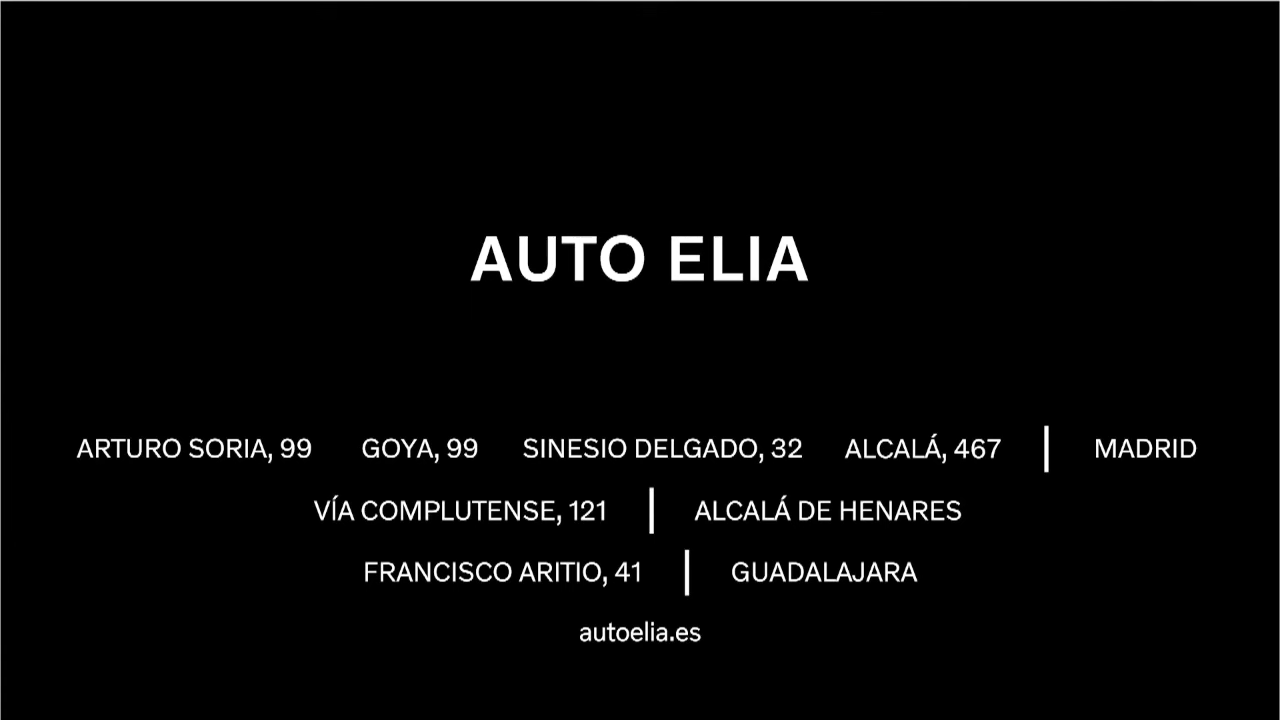 AUTO ELIA
ARTURO SORIA, 99 GOYA, 99 SINESIO DELGADO, 32 ALCALÁ, 467 | MADRID
VÍA COMPLUTENSE, 121 | ALCALÁ DE HENARES
FRANCISCO ARITIO, 41 | GUADALAJARA
autoelia.es